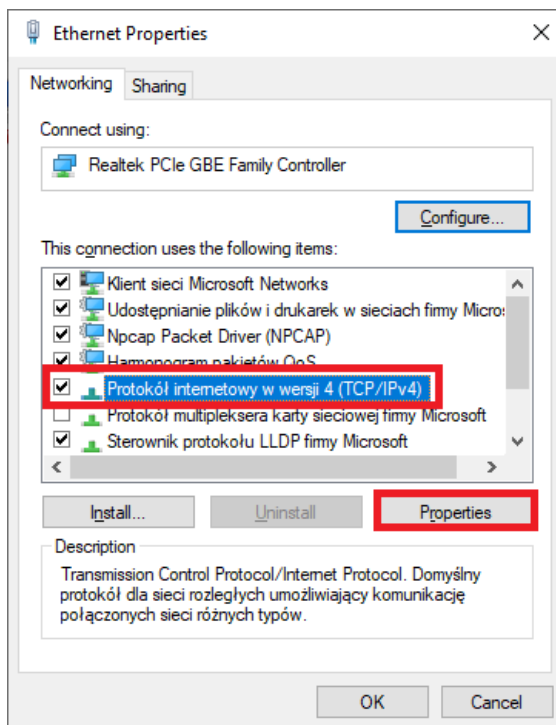 Ethernet Properties
Networking
Sharing
Connect using:
Realtek PCIe GBE Family Controller
Configure...
This connection uses the following items:
Klient sieci Microsoft Networks
Udostępnianie plików i drukarek w sieciach firmy Micros
Npcap Packet Driver (NPCAP)
Harmonogram pakietów QoS
Protokół internetowy w wersji 4 (TCP/IPv4)
Protokół multipleksera karty sieciowej firmy Microsoft
Sterownik protokołu LLDP firmy Microsoft
Install...
Uninstall
Properties
Description
Transmission Control Protocol/Internet Protocol. Domyślny
protokół dla sieci rozległych umożliwiający komunikację
połączonych sieci różnych typów.
OK
Cancel